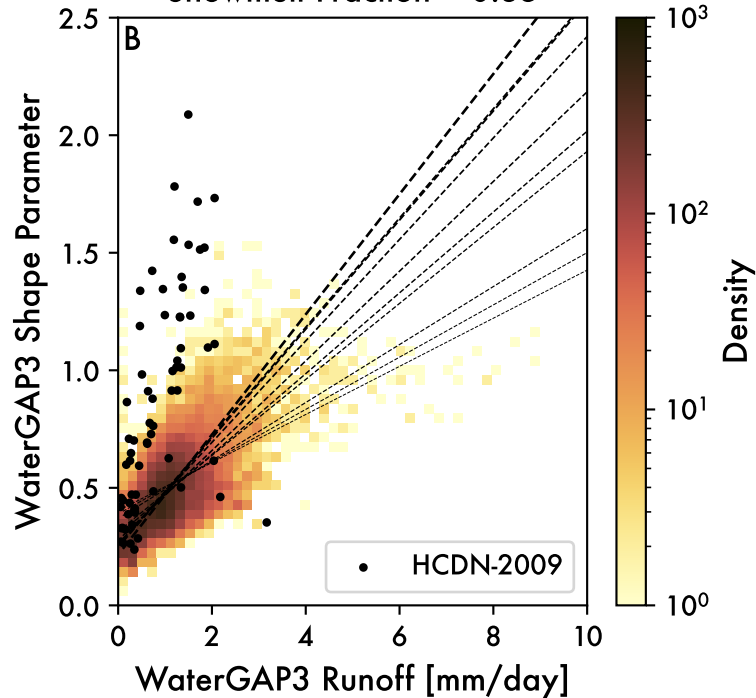 B
2.5
2.0
1.5
1.0
0.5
0.0
WaterGAP3 Shape Parameter
HCDN-2009
0 2 4 6 8 10
WaterGAP3 Runoff [mm/day]
10³
10²
10¹
10⁰
Density